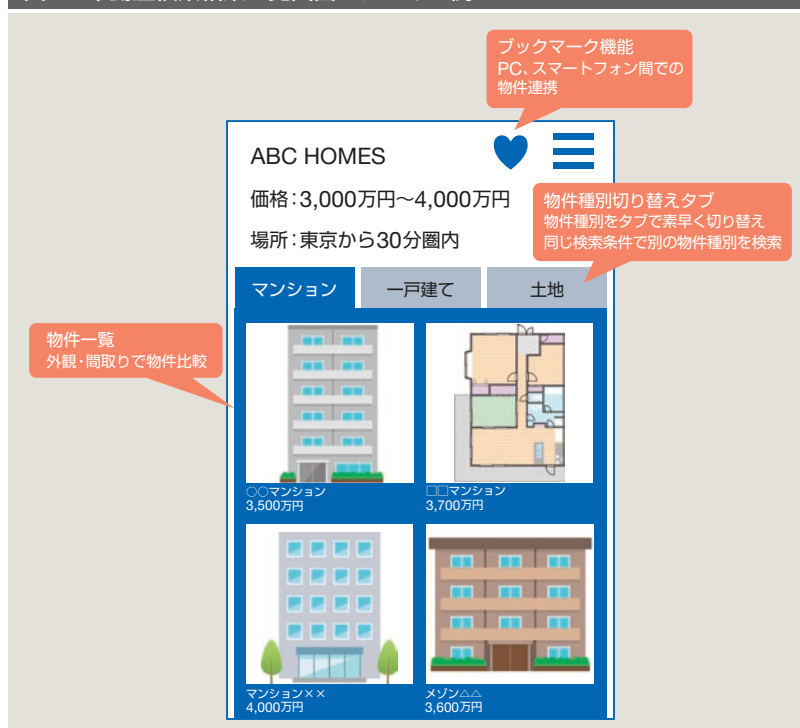 ブックマーク機能
PC、スマートフォン間での
物件連携
ABC HOMES
価格：3,000万円～4,000万円
場所：東京から30分圏内
物件種別切り替えタブ
物件種別をタブで素早く切り替え
同じ検索条件で別の物件種別を検索
マンション
一戸建て
土地
物件一覧
外観・間取りで物件比較
○○マンション
3,500万円
□□マンション
3,700万円
マンション××
4,000万円
メゾン△△
3,600万円